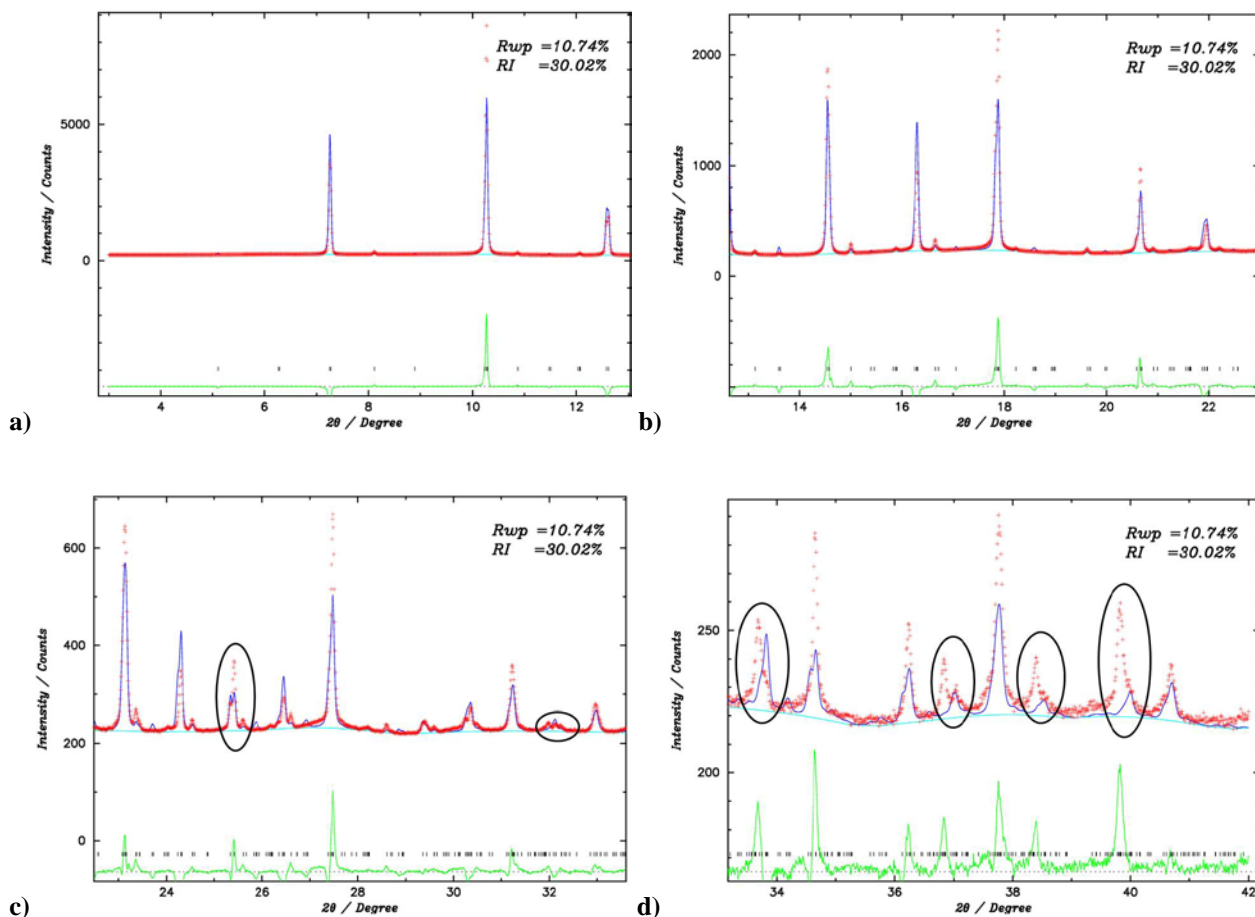 Rwp =10.74%
RI =30.02%
5000
0
Intensity / Counts
4 6 8 10 12
2θ / Degree
a)
Rwp =10.74%
RI =30.02%
2000
1000
0
Intensity / Counts
14 16 18 20 22
2θ / Degree
b)
Rwp =10.74%
RI =30.02%
600
400
200
0
Intensity / Counts
24 26 28 30 32
2θ / Degree
c)
Rwp =10.74%
RI =30.02%
250
200
Intensity / Counts
34 36 38 40 42
2θ / Degree
d)